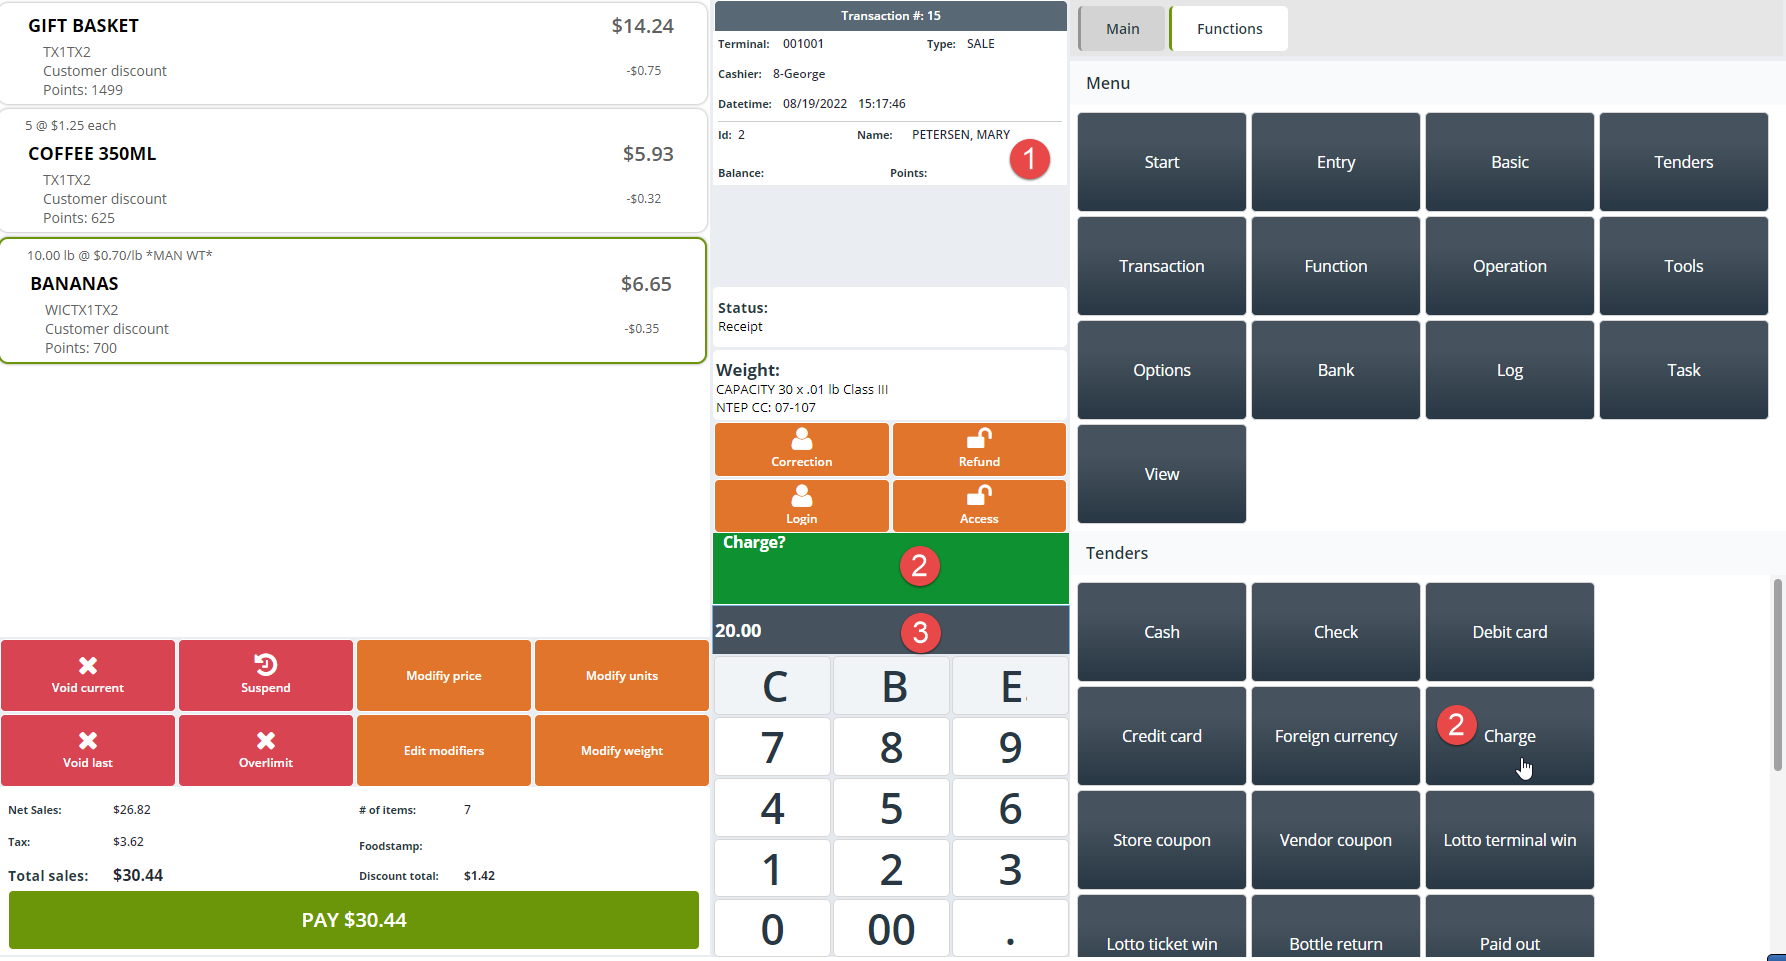 GIFT BASKET $14.24
TX1TX2
Customer discount -$0.75
Points: 1499
5 @ $1.25 each
COFFEE 350ML $5.93
TX1TX2
Customer discount -$0.32
Points: 625
10.00 lb @ $0.70/lb *MAN WT*
BANANAS $6.65
WICTX1TX2
Customer discount -$0.35
Points: 700
Void current
Suspend
Modifiy price
Modify units
Void last
Overlimit
Edit modifiers
Modify weight
Net Sales: $26.82 # of items: 7
Tax: $3.62
Foodstamp:
Total sales: $30.44 Discount total: $1.42
PAY $30.44
Transaction #: 15
Terminal: 001001 Type: SALE
Cashier: 8-George
Datetime: 08/19/2022 15:17:46
Id: 2 Name: PETERSEN, MARY
1
Balance: Points:
Status:
Receipt
Weight:
CAPACITY 30 x .01 lb Class III
NTEP CC: 07-107
Correction
Refund
Login
Access
Charge?
2
20.00
3
C B E.
7 8 9
4 5 6
1 2 3
0 00 .
Main Functions
Menu
Start Entry Basic Tenders
Transaction Function Operation Tools
Options Bank Log Task
View
Tenders
Cash Check Debit card
Credit card Foreign currency 2 Charge
Store coupon Vendor coupon Lotto terminal win
Lotto ticket win Bottle return Paid out